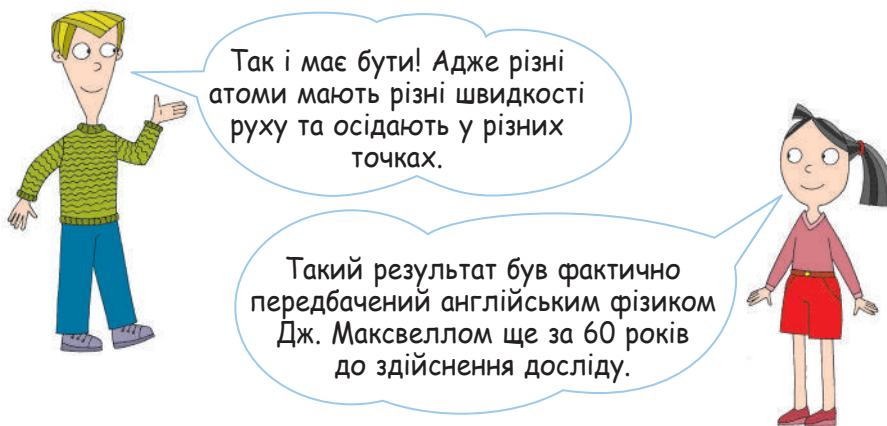 Так і має бути! Адже різні
атоми мають різні швидкості
руху та осідають у різних
точках.
Такий результат був фактично
передбачений англійським фізиком
Дж. Максвеллом ще за 60 років
до здійснення досліду.